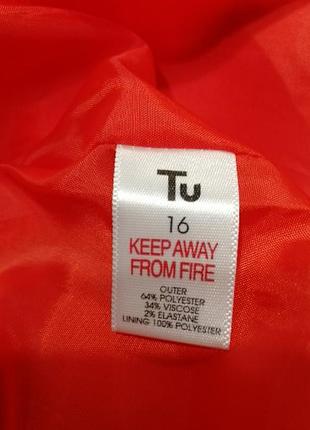 Tu
16
KEEP AWAY
FROM FIRE
OUTER
64% POLYESTER
34% VISCOSE
2% ELASTANE
LINING 100% POLYESTER